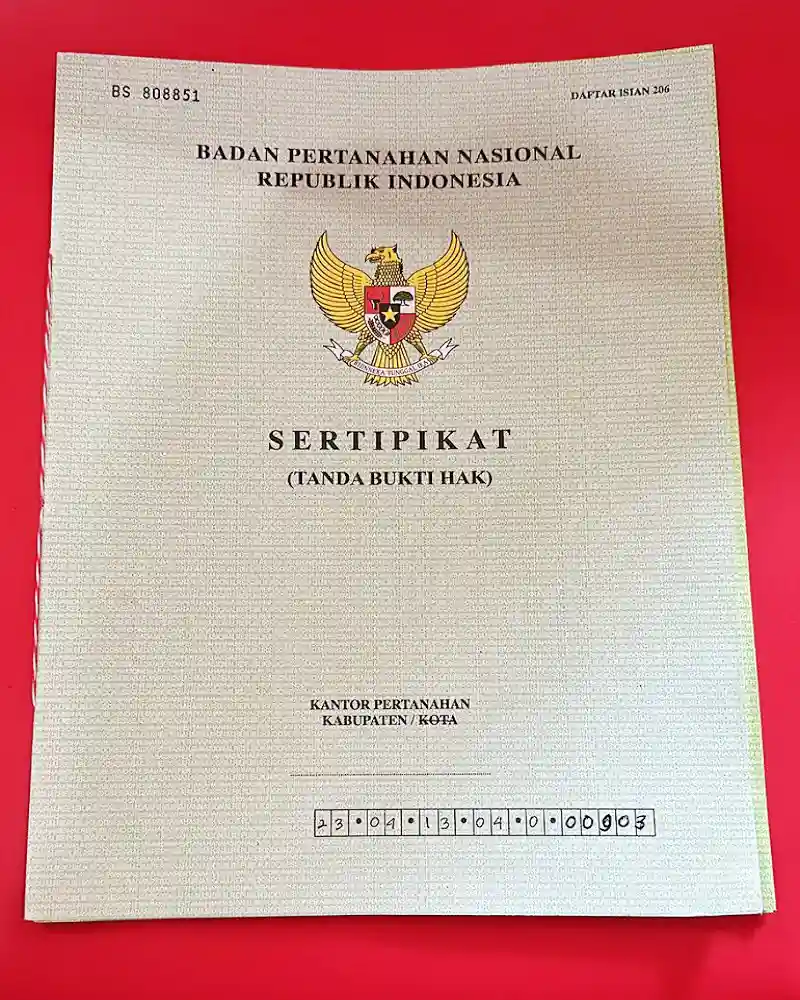 BS 808851
DAFTAR ISIAN 206
BADAN PERTANAHAN NASIONAL
REPUBLIK INDONESIA
BHINNEKA TUNGGAL IKA
SERTIPIKAT
(TANDA BUKTI HAK)
KANTOR PERTANAHAN
KABUPATEN / KOTA
23•04•13•04•0•00903